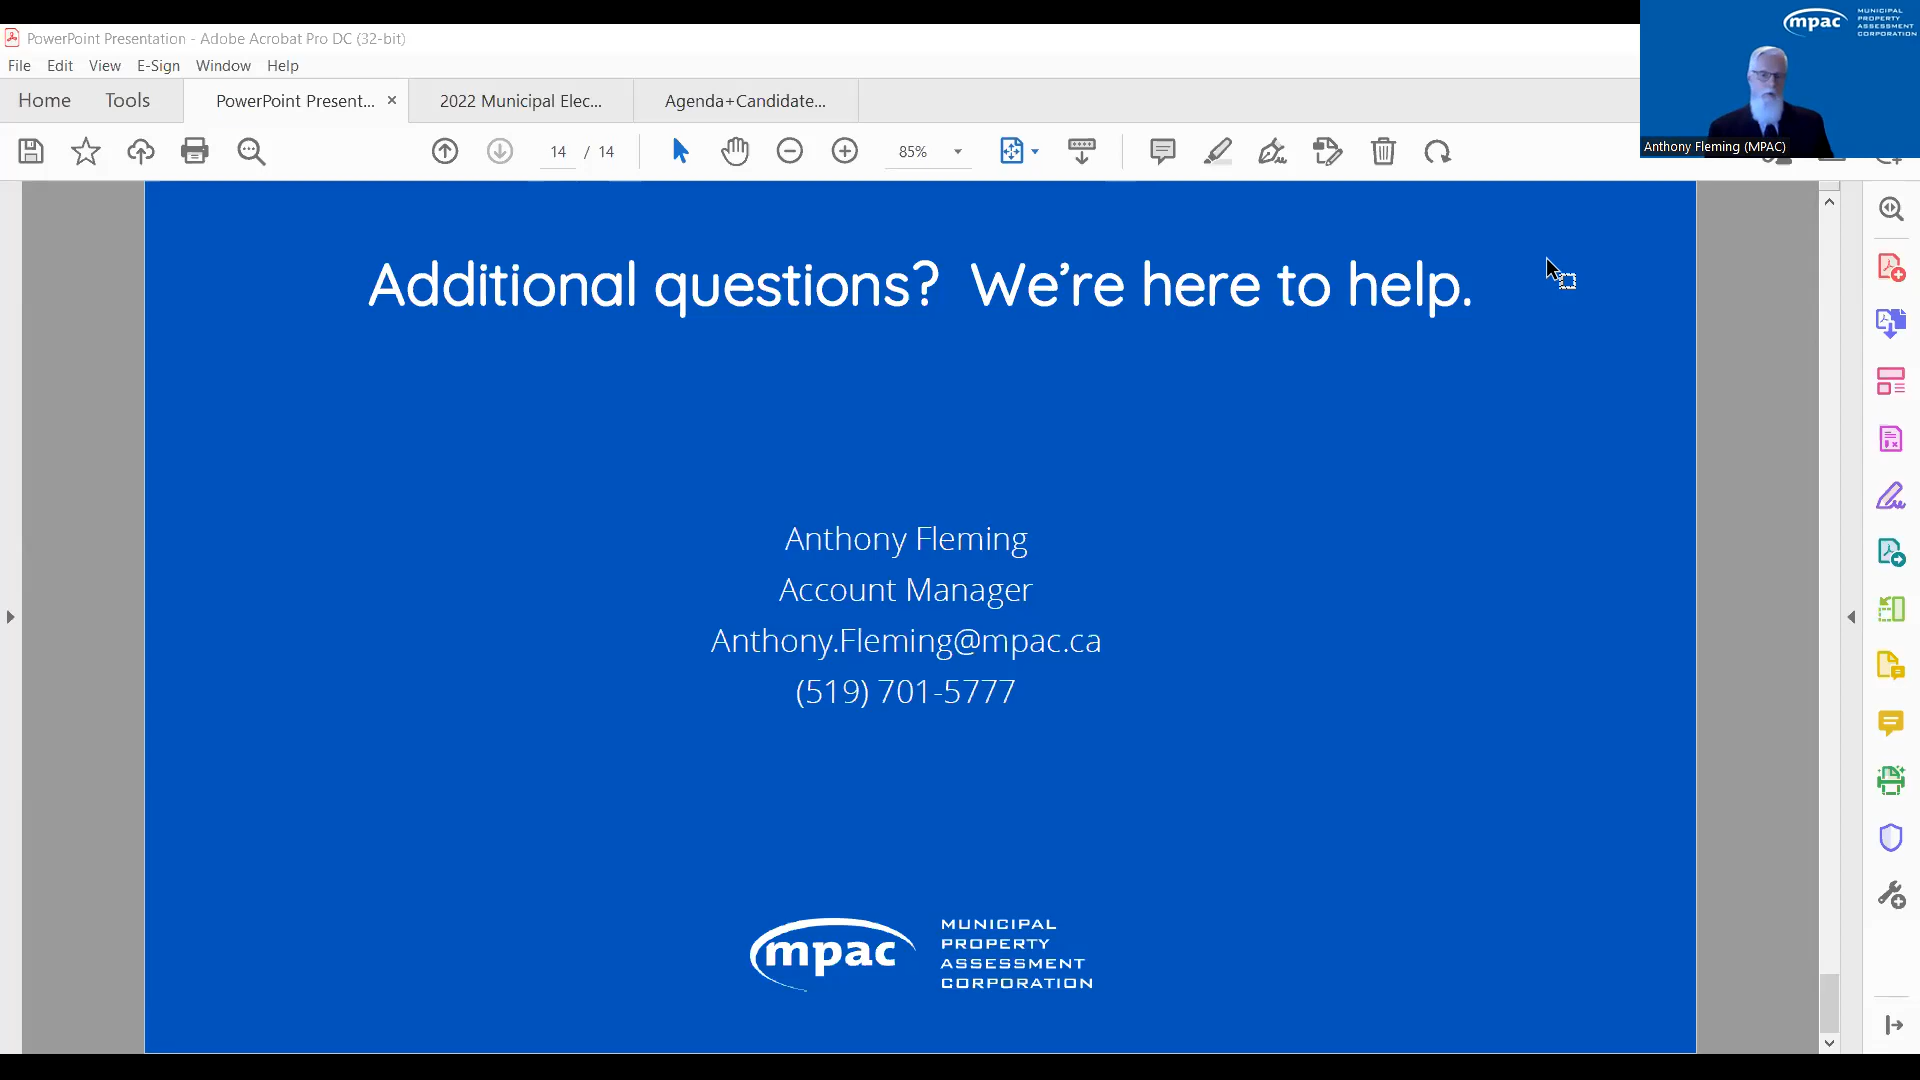 PowerPoint Presentation - Adobe Acrobat Pro DC (32-bit)
File Edit View E-Sign Window Help
Home Tools PowerPoint Present... × 2022 Municipal Elec... Agenda+Candidate...
14 / 14 85%
mpac MUNICIPAL
PROPERTY
ASSESSMENT
CORPORATION
Anthony Fleming (MPAC)
Additional questions? We’re here to help.
Anthony Fleming
Account Manager
Anthony.Fleming@mpac.ca
(519) 701-5777
mpac
MUNICIPAL
PROPERTY
ASSESSMENT
CORPORATION